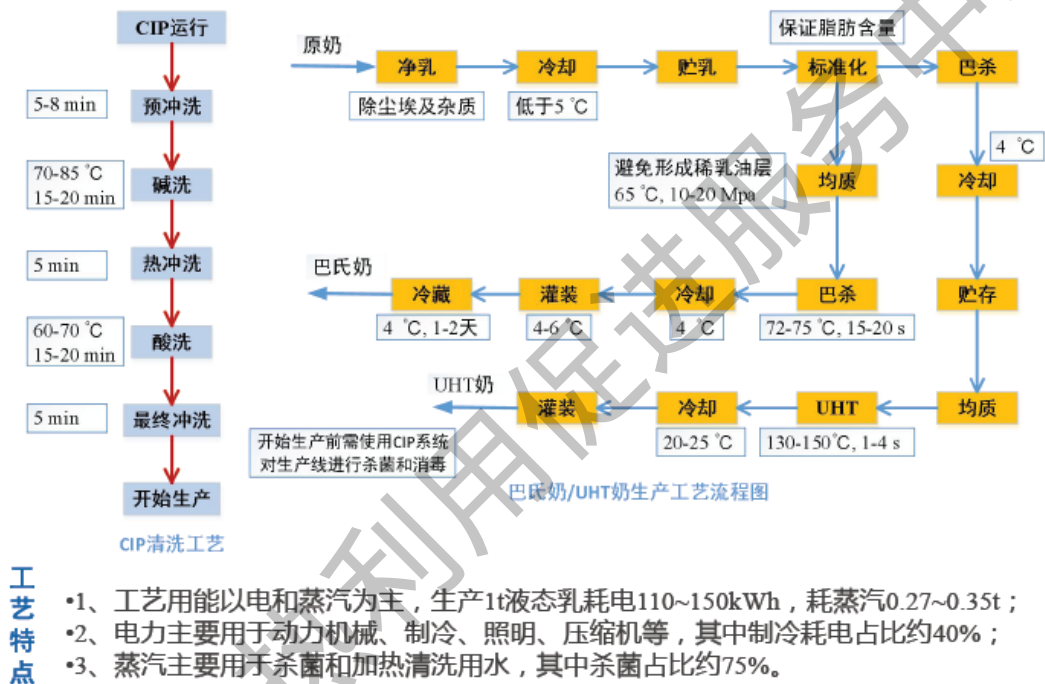 CIP运行
预冲洗
5-8 min
碱洗
70-85 ℃
15-20 min
热冲洗
5 min
酸洗
60-70 ℃
15-20 min
最终冲洗
5 min
开始生产
CIP清洗工艺
原奶
净乳
除尘埃及杂质
冷却
低于5 ℃
贮乳
保证脂肪含量
标准化
巴杀
4 ℃
避免形成稀乳油层
65 ℃, 10-20 Mpa
均质
冷却
巴氏奶
冷藏
4 ℃, 1-2天
灌装
4-6 ℃
冷却
4 ℃
巴杀
72-75 ℃, 15-20 s
贮存
UHT奶
灌装
冷却
20-25 ℃
UHT
130-150℃, 1-4 s
均质
开始生产前需使用CIP系统
对生产线进行杀菌和消毒
巴氏奶/UHT奶生产工艺流程图
工艺特点
•1、工艺用能以电和蒸汽为主，生产1t液态乳耗电110~150kWh，耗蒸汽0.27~0.35t；
•2、电力主要用于动力机械、制冷、照明、压缩机等，其中制冷耗电占比约40%；
•3、蒸汽主要用于杀菌和加热清洗用水，其中杀菌占比约75%。
热利用促进服务中